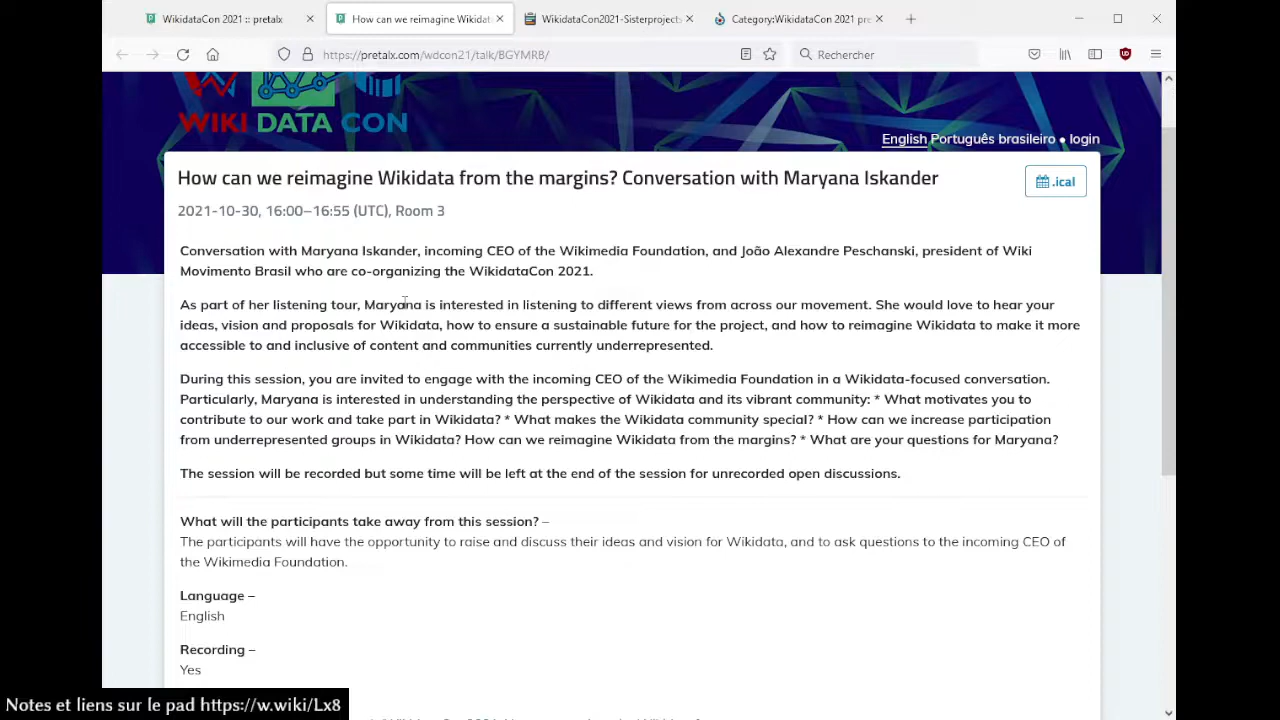 WikidataCon 2021 :: pretalx
How can we reimagine Wikidat
WikidataCon2021-Sisterprojects
Category:WikidataCon 2021 pre
https://pretalx.com/wdcon21/talk/BGYMRB/
Rechercher
WIKI DATA CON
English Português brasileiro • login
How can we reimagine Wikidata from the margins? Conversation with Maryana Iskander
.ical
2021-10-30, 16:00–16:55 (UTC), Room 3
Conversation with Maryana Iskander, incoming CEO of the Wikimedia Foundation, and João Alexandre Peschanski, president of Wiki
Movimento Brasil who are co-organizing the WikidataCon 2021.
As part of her listening tour, Maryana is interested in listening to different views from across our movement. She would love to hear your
ideas, vision and proposals for Wikidata, how to ensure a sustainable future for the project, and how to reimagine Wikidata to make it more
accessible to and inclusive of content and communities currently underrepresented.
During this session, you are invited to engage with the incoming CEO of the Wikimedia Foundation in a Wikidata-focused conversation.
Particularly, Maryana is interested in understanding the perspective of Wikidata and its vibrant community: * What motivates you to
contribute to our work and take part in Wikidata? * What makes the Wikidata community special? * How can we increase participation
from underrepresented groups in Wikidata? How can we reimagine Wikidata from the margins? * What are your questions for Maryana?
The session will be recorded but some time will be left at the end of the session for unrecorded open discussions.
What will the participants take away from this session? –
The participants will have the opportunity to raise and discuss their ideas and vision for Wikidata, and to ask questions to the incoming CEO of
the Wikimedia Foundation.
Language –
English
Recording –
Yes
Notes et liens sur le pad https://w.wiki/Lx8